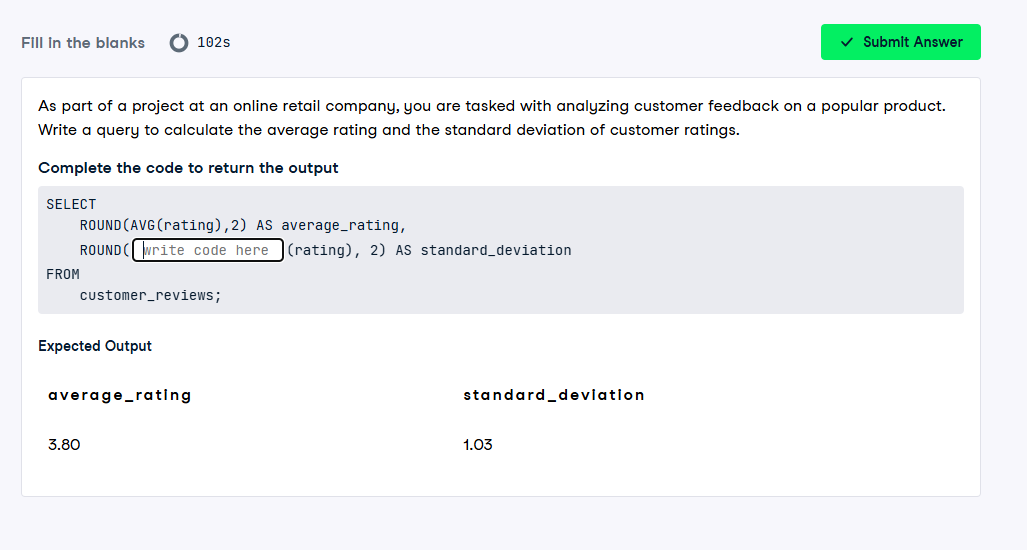 Fill in the blanks 102s Submit Answer
As part of a project at an online retail company, you are tasked with analyzing customer feedback on a popular product.
Write a query to calculate the average rating and the standard deviation of customer ratings.
Complete the code to return the output
SELECT
    ROUND(AVG(rating),2) AS average_rating,
    ROUND( write code here (rating), 2) AS standard_deviation
FROM
    customer_reviews;
Expected Output
average_rating standard_deviation
3.80 1.03